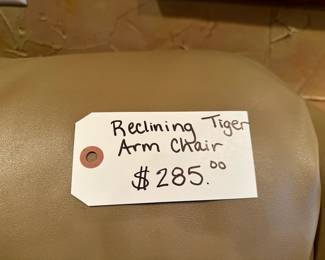 Reclining Tiger
Arm Chair
$285.00